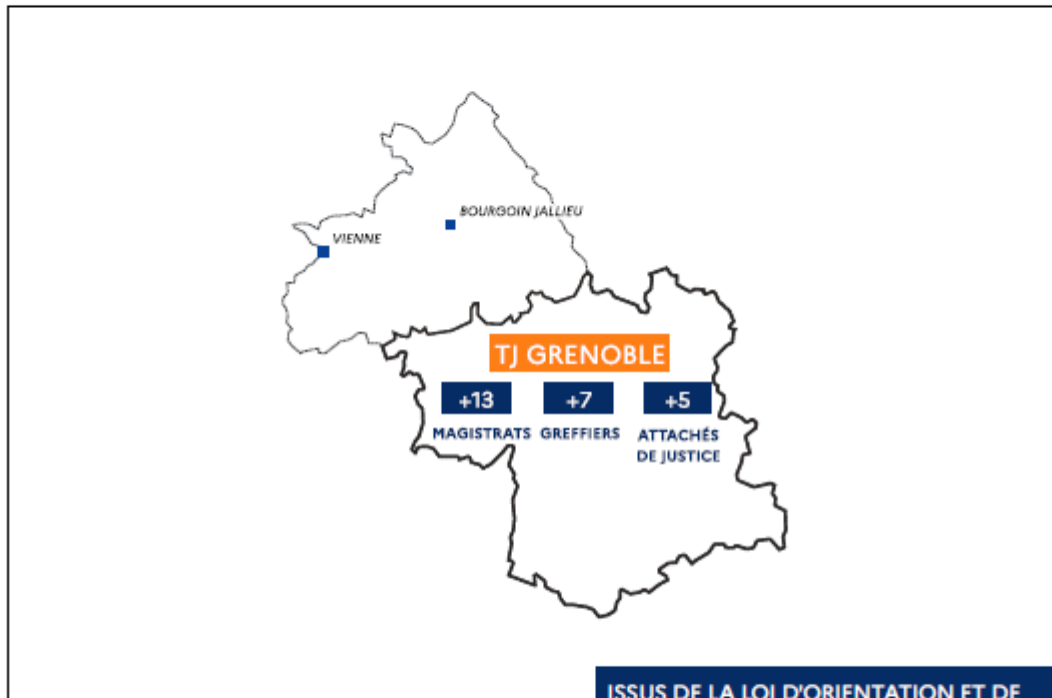 BOURGOIN JALLIEU
VIENNE
TJ GRENOBLE
+13 +7 +5
MAGISTRATS GREFFIERS ATTACHÉS
DE JUSTICE
ISSUS DE LA LOI D'ORIENTATION ET DE